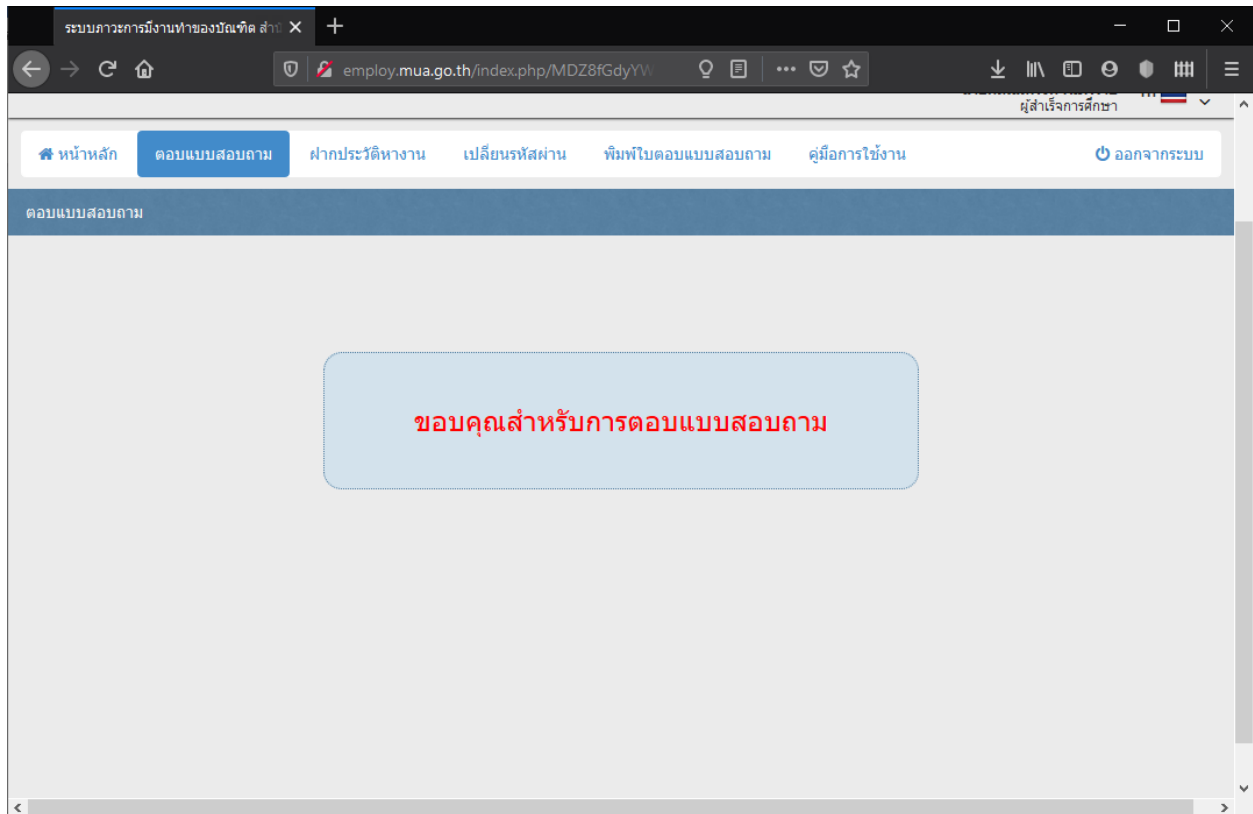 ระบบภาวะการมีงานทำของบัณฑิต สำนั
employ.mua.go.th/index.php/MDZ8fGdyYW
ผู้สำเร็จการศึกษา
หน้าหลัก ตอบแบบสอบถาม ฝากประวัติหางาน เปลี่ยนรหัสผ่าน พิมพ์ใบตอบแบบสอบถาม คู่มือการใช้งาน ออกจากระบบ
ตอบแบบสอบถาม
ขอบคุณสำหรับการตอบแบบสอบถาม